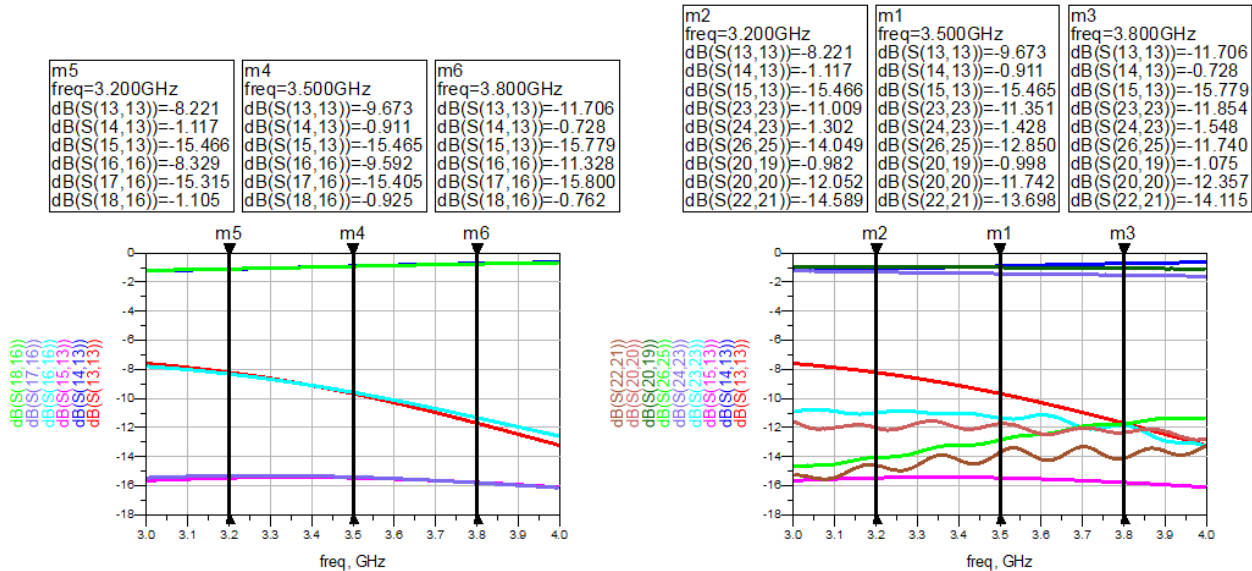 m5
freq=3.200GHz
dB(S(13,13))=-8.221
dB(S(14,13))=-1.117
dB(S(15,13))=-15.466
dB(S(16,16))=-8.329
dB(S(17,16))=-15.315
dB(S(18,16))=-1.105
m4
freq=3.500GHz
dB(S(13,13))=-9.673
dB(S(14,13))=-0.911
dB(S(15,13))=-15.465
dB(S(16,16))=-9.592
dB(S(17,16))=-15.405
dB(S(18,16))=-0.925
m6
freq=3.800GHz
dB(S(13,13))=-11.706
dB(S(14,13))=-0.728
dB(S(15,13))=-15.779
dB(S(16,16))=-11.328
dB(S(17,16))=-15.800
dB(S(18,16))=-0.762
m5 m4 m6
0
-2
-4
-6
-8
-10
-12
-14
-16
-18
dB(S(18,16))
dB(S(17,16))
dB(S(16,16))
dB(S(15,13))
dB(S(14,13))
dB(S(13,13))
3.0 3.1 3.2 3.3 3.4 3.5 3.6 3.7 3.8 3.9 4.0
freq, GHz
m2
freq=3.200GHz
dB(S(13,13))=-8.221
dB(S(14,13))=-1.117
dB(S(15,13))=-15.466
dB(S(23,23))=-11.009
dB(S(24,23))=-1.302
dB(S(26,25))=-14.049
dB(S(20,19))=-0.982
dB(S(20,20))=-12.052
dB(S(22,21))=-14.589
m1
freq=3.500GHz
dB(S(13,13))=-9.673
dB(S(14,13))=-0.911
dB(S(15,13))=-15.465
dB(S(23,23))=-11.351
dB(S(24,23))=-1.428
dB(S(26,25))=-12.850
dB(S(20,19))=-0.998
dB(S(20,20))=-11.742
dB(S(22,21))=-13.698
m3
freq=3.800GHz
dB(S(13,13))=-11.706
dB(S(14,13))=-0.728
dB(S(15,13))=-15.779
dB(S(23,23))=-11.854
dB(S(24,23))=-1.548
dB(S(26,25))=-11.740
dB(S(20,19))=-1.075
dB(S(20,20))=-12.357
dB(S(22,21))=-14.115
m2 m1 m3
0
-2
-4
-6
-8
-10
-12
-14
-16
-18
dB(S(22,21))
dB(S(20,20))
dB(S(20,19))
dB(S(26,25))
dB(S(24,23))
dB(S(23,23))
dB(S(15,13))
dB(S(14,13))
dB(S(13,13))
3.0 3.1 3.2 3.3 3.4 3.5 3.6 3.7 3.8 3.9 4.0
freq, GHz